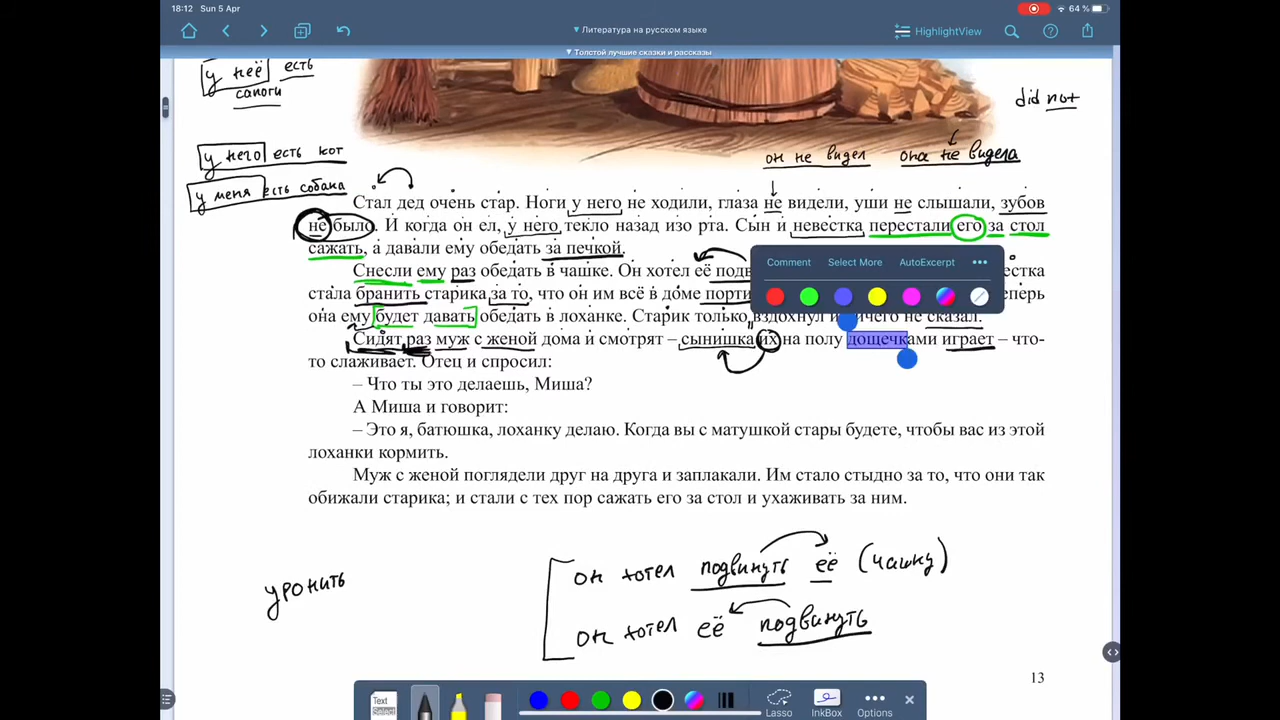 18:12 Sun 5 Apr
64 %
Литература на русском языке
HighlightView
Толстой лучшие сказки и рассказы
у неё есть
сапоги
did not
у него есть кот
он не видел она не видела
у меня есть собака
Стал дед очень стар. Ноги у него не ходили, глаза не видели, уши не слышали, зубов
не было. И когда он ел, у него текло назад изо рта. Сын и невестка перестали его за стол
сажать, а давали ему обедать за печкой.
Comment Select More AutoExcerpt •••
Снесли ему раз обедать в чашке. Он хотел её подв
стка
стала бранить старика за то, что он им всё в доме порти
еперь
она ему будет давать обедать в лоханке. Старик только вздохнул и ничего не сказал.
Сидят раз муж с женой дома и смотрят – сынишка их на полу дощечками играет – что-
то слаживает. Отец и спросил:
– Что ты это делаешь, Миша?
А Миша и говорит:
– Это я, батюшка, лоханку делаю. Когда вы с матушкой стары будете, чтобы вас из этой
лоханки кормить.
Муж с женой поглядели друг на друга и заплакали. Им стало стыдно за то, что они так
обижали старика; и стали с тех пор сажать его за стол и ухаживать за ним.
он хотел подвинуть её (чашку)
уронить
он хотел её подвинуть
13
Text
Lasso InkBox Options